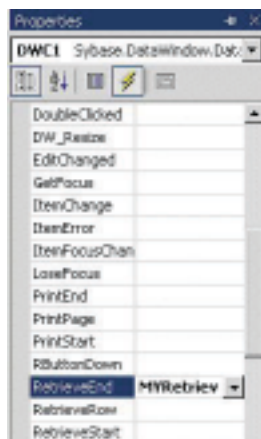 Properties
DWC1 Sybase.DataWindow.Dat
DoubleClicked
DW_Resize
EditChanged
GetFocus
ItemChange
ItemError
ItemFocusChan
LoseFocus
PrintEnd
PrintPage
PrintStart
RButtonDown
RetrieveEnd MYRetriev
RetrieveRow
RetrieveStart